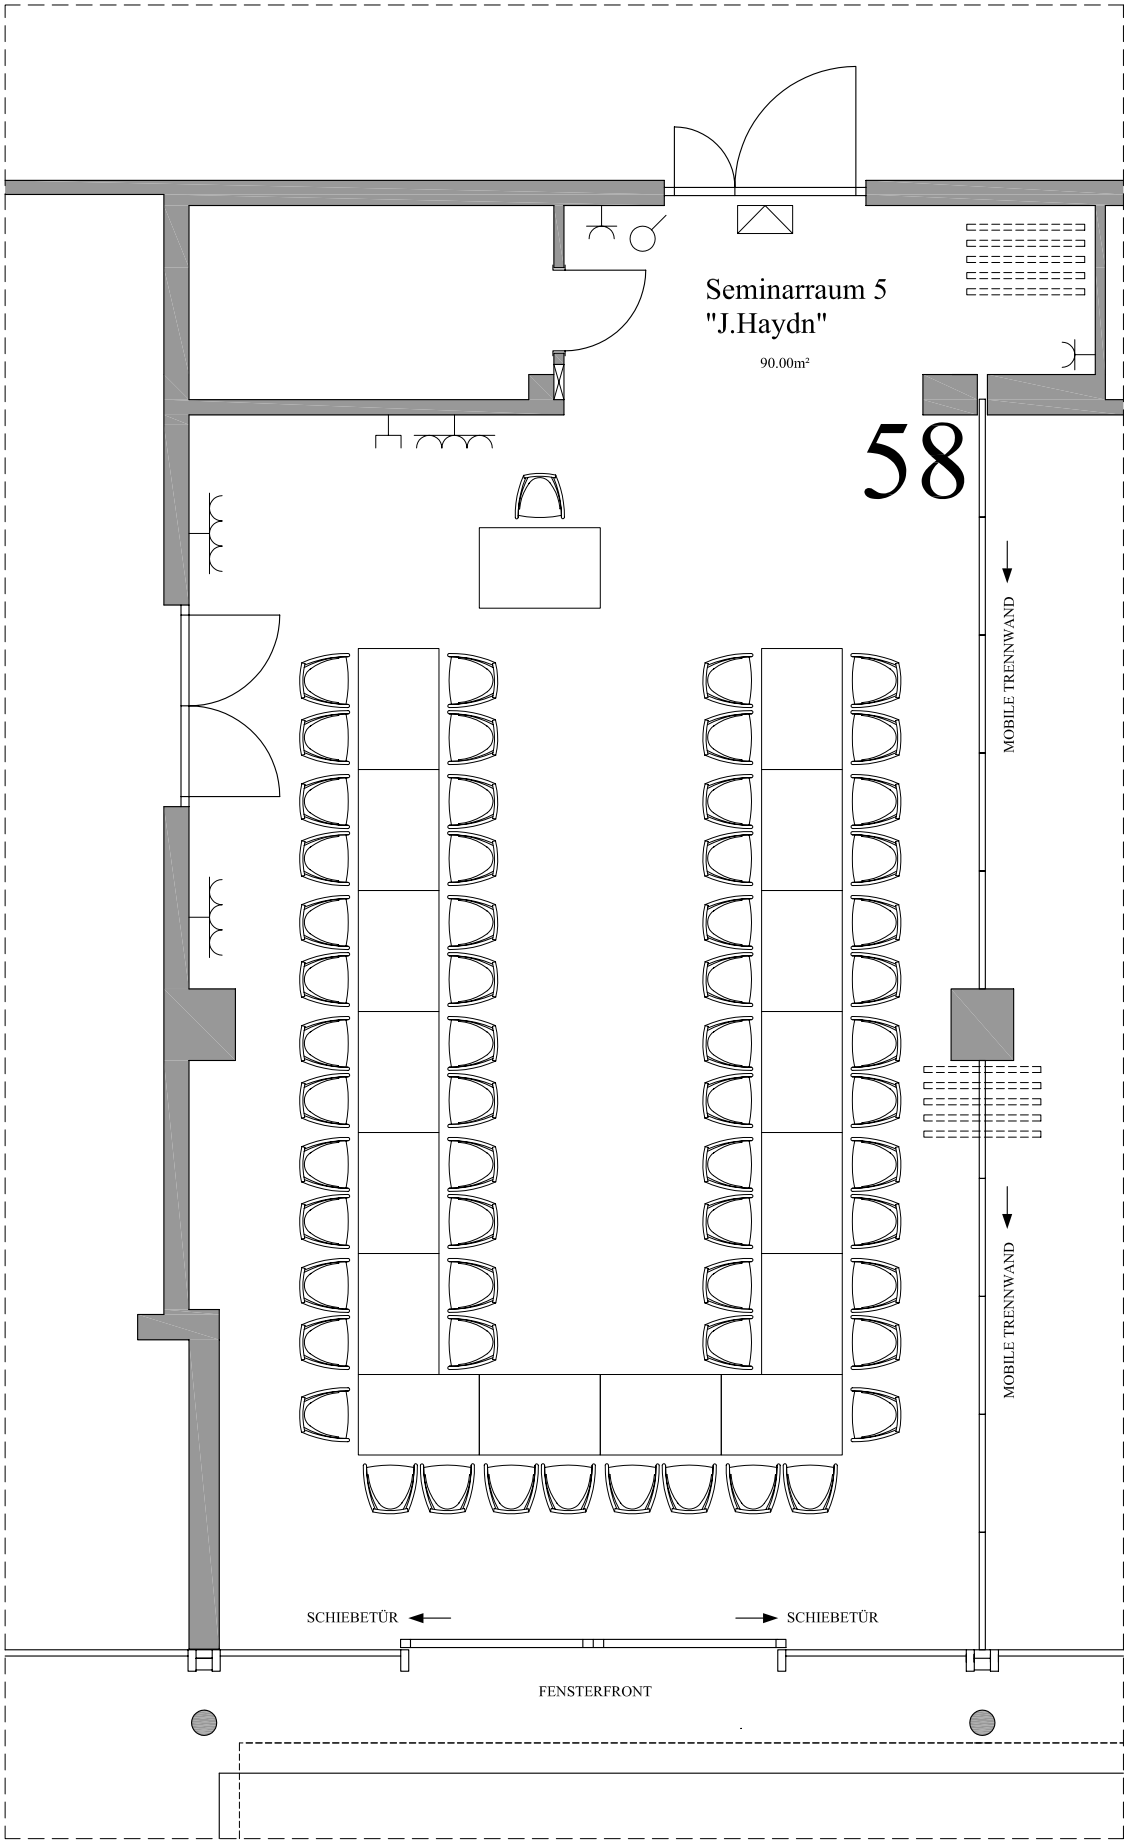 Seminarraum 5
"J.Haydn"
90.00m²
58
MOBILE TRENNWAND
MOBILE TRENNWAND
SCHIEBETÜR
SCHIEBETÜR
FENSTERFRONT